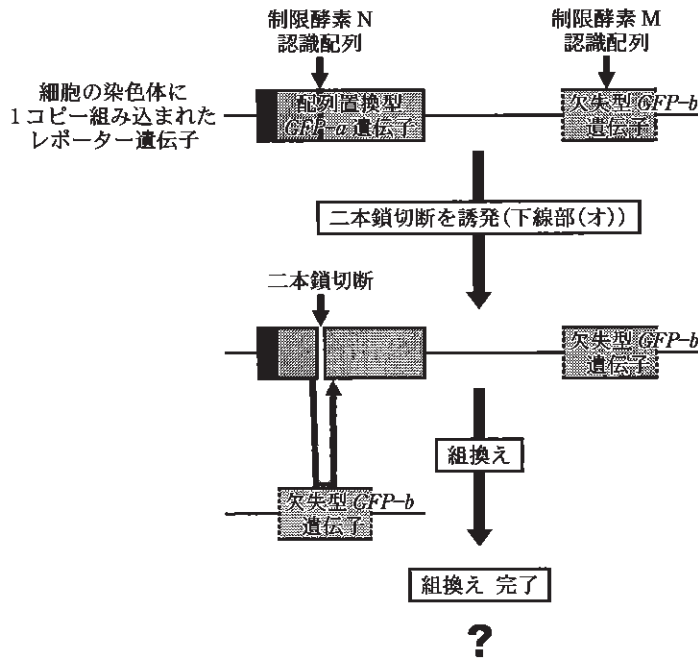 制限酵素 N
認識配列
制限酵素 M
認識配列
細胞の染色体に
1コピー組み込まれた
レポーター遺伝子
配列置換型
GFP-a 遺伝子
欠失型 GFP-b
遺伝子
二本鎖切断を誘発(下線部(オ))
二本鎖切断
欠失型 GFP-b
遺伝子
組換え
欠失型 GFP-b
遺伝子
組換え 完了
?